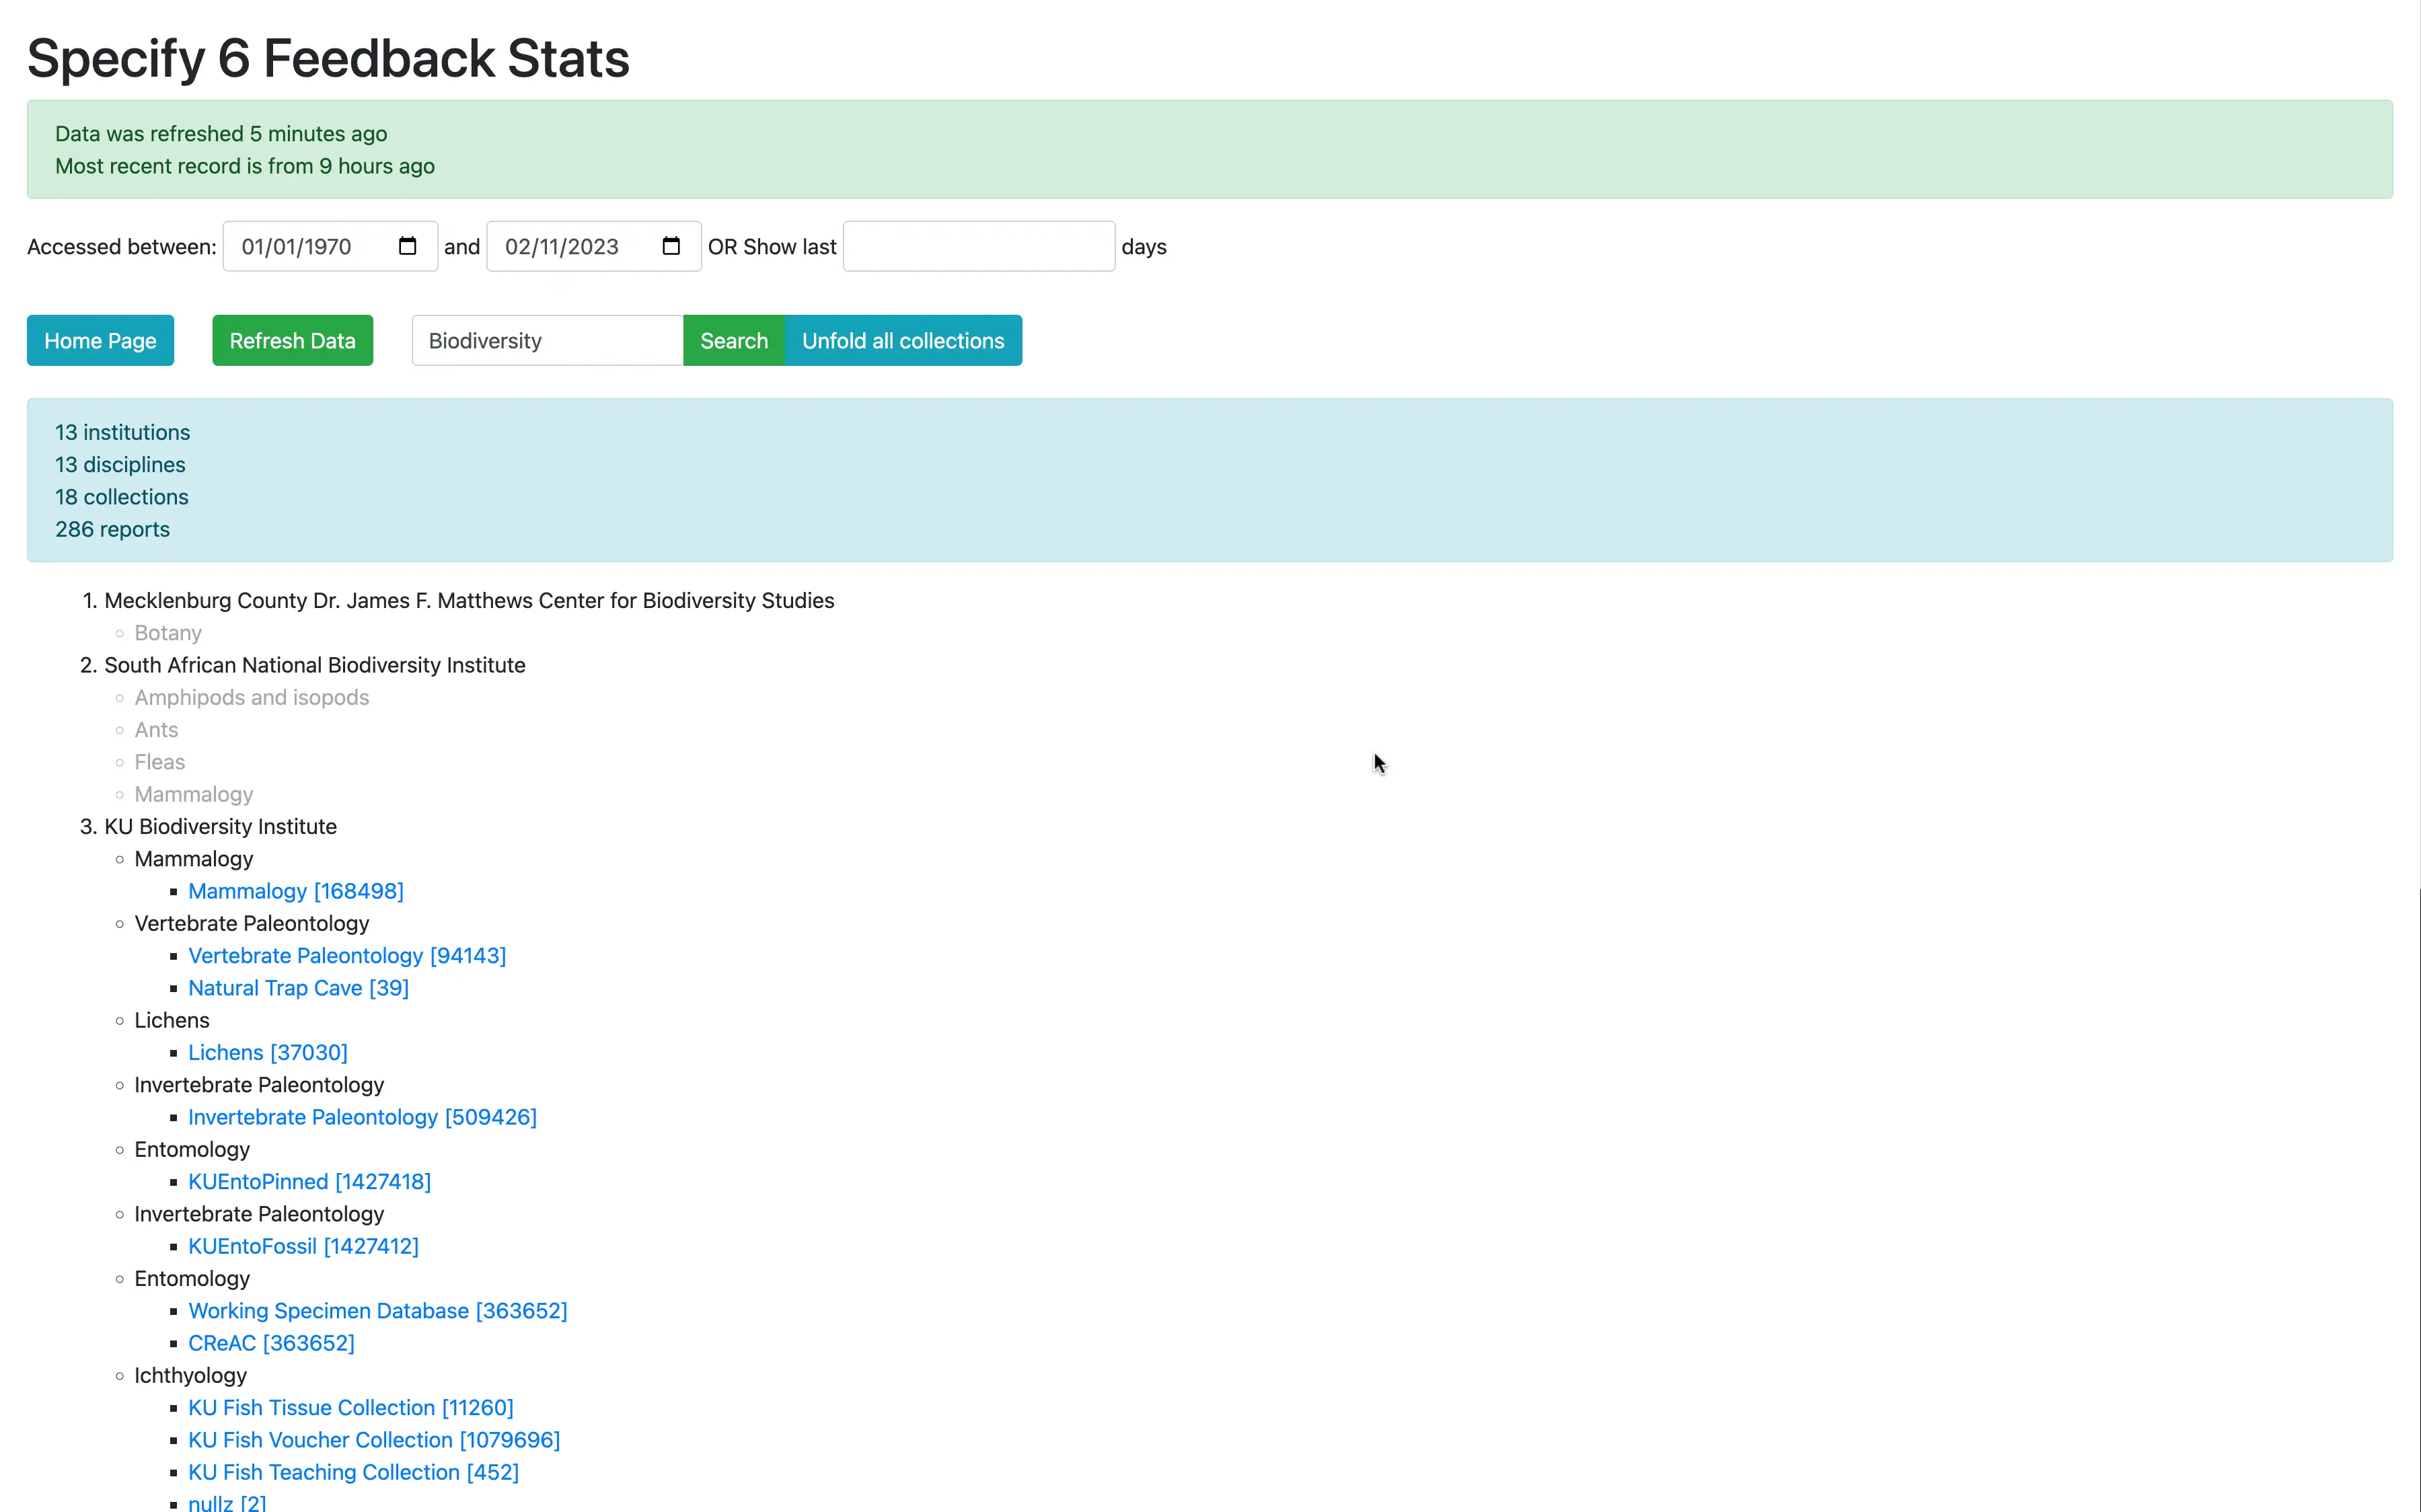 Specify 6 Feedback Stats
Data was refreshed 5 minutes ago
Most recent record is from 9 hours ago
Accessed between: 01/01/1970 and 02/11/2023 OR Show last days
Home Page Refresh Data Biodiversity Search Unfold all collections
13 institutions
13 disciplines
18 collections
286 reports
1. Mecklenburg County Dr. James F. Matthews Center for Biodiversity Studies
Botany
2. South African National Biodiversity Institute
Amphipods and isopods
Ants
Fleas
Mammalogy
3. KU Biodiversity Institute
Mammalogy
Mammalogy [168498]
Vertebrate Paleontology
Vertebrate Paleontology [94143]
Natural Trap Cave [39]
Lichens
Lichens [37030]
Invertebrate Paleontology
Invertebrate Paleontology [509426]
Entomology
KUEntoPinned [1427418]
Invertebrate Paleontology
KUEntoFossil [1427412]
Entomology
Working Specimen Database [363652]
CReAC [363652]
Ichthyology
KU Fish Tissue Collection [11260]
KU Fish Voucher Collection [1079696]
KU Fish Teaching Collection [452]
nullz [2]